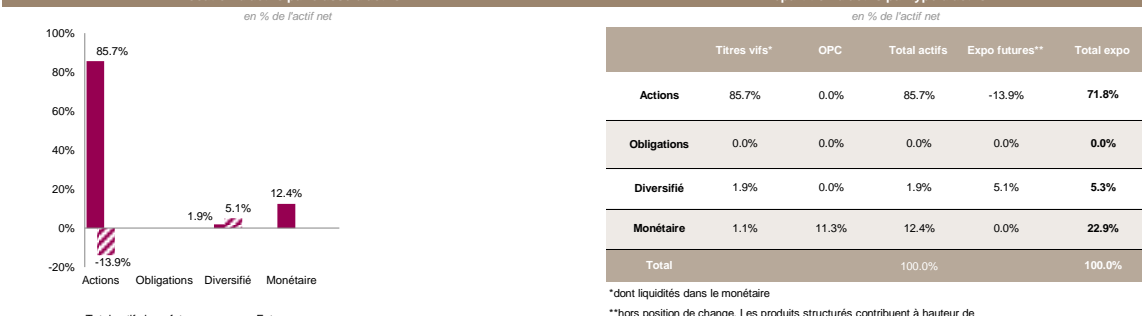 en % de l'actif net
100%
85.7%
80%
60%
40%
20%
12.4%
1.9% 5.1%
0%
-13.9%
-20%
Actions Obligations Diversifié Monétaire
en % de l'actif net
Titres vifs* OPC Total actifs Expo futures** Total expo
Actions 85.7% 0.0% 85.7% -13.9% 71.8%
Obligations 0.0% 0.0% 0.0% 0.0% 0.0%
Diversifié 1.9% 0.0% 1.9% 5.1% 5.3%
Monétaire 1.1% 11.3% 12.4% 0.0% 22.9%
Total 100.0% 100.0%
*dont liquidités dans le monétaire
**hors position de change. Les produits structurés contribuent à hauteur de